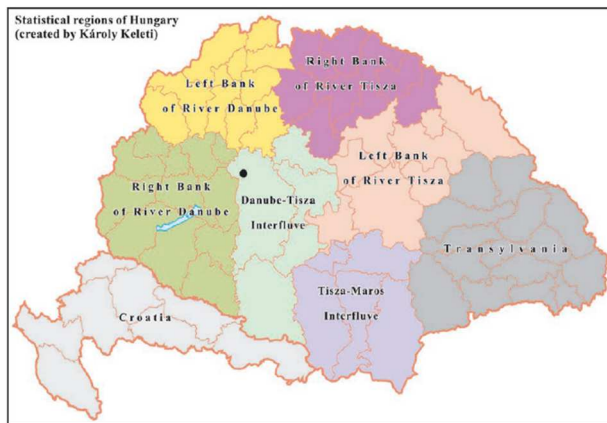 Statistical regions of Hungary
(created by Károly Keleti)
Right Bank
of River Tisza
Left Bank
of River Danube
Left Bank
of River Tisza
Right Bank
of River Danube
Danube-Tisza
Interfluve
Transylvania
Tisza-Maros
Interfluve
Croatia